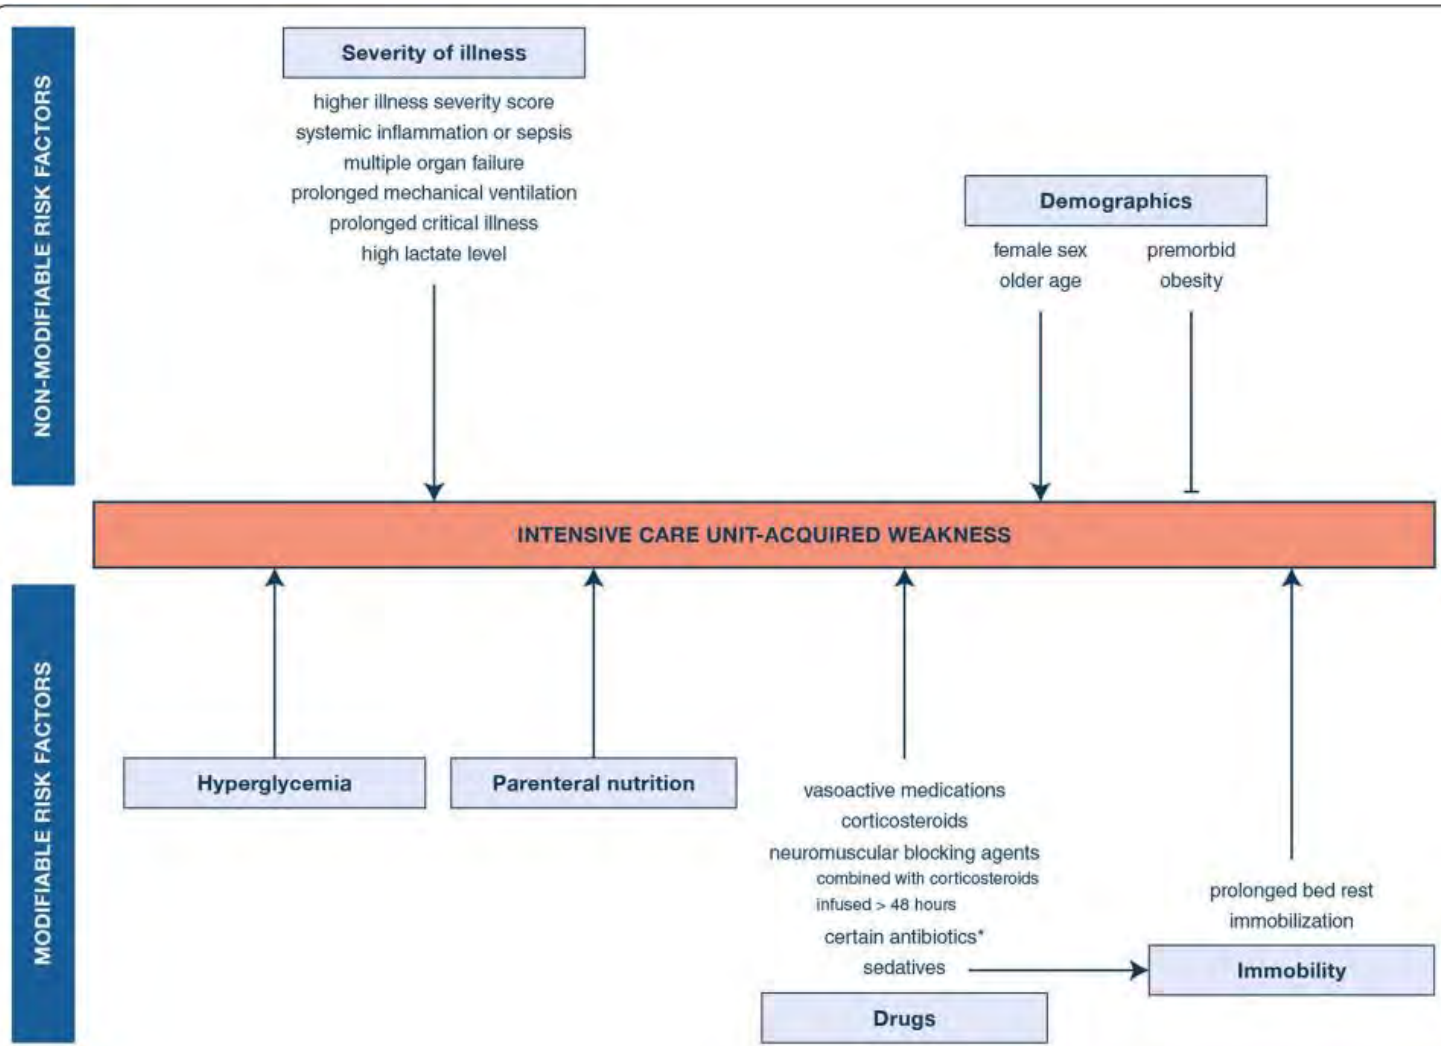 NON-MODIFIABLE RISK FACTORS
Severity of illness
higher illness severity score
systemic inflammation or sepsis
multiple organ failure
prolonged mechanical ventilation
prolonged critical illness
high lactate level
Demographics
female sex
older age
premorbid
obesity
INTENSIVE CARE UNIT-ACQUIRED WEAKNESS
MODIFIABLE RISK FACTORS
Hyperglycemia
Parenteral nutrition
vasoactive medications
corticosteroids
neuromuscular blocking agents
combined with corticosteroids
infused > 48 hours
certain antibiotics*
sedatives
Drugs
prolonged bed rest
immobilization
Immobility